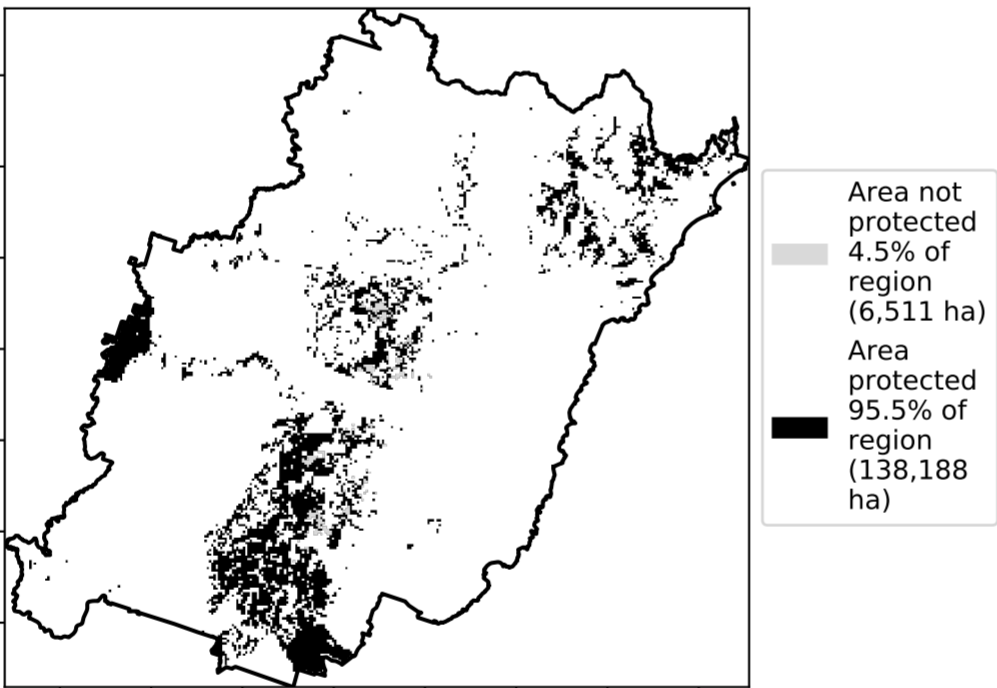 Area not
protected
4.5% of
region
(6,511 ha)
Area
protected
95.5% of
region
(138,188
ha)